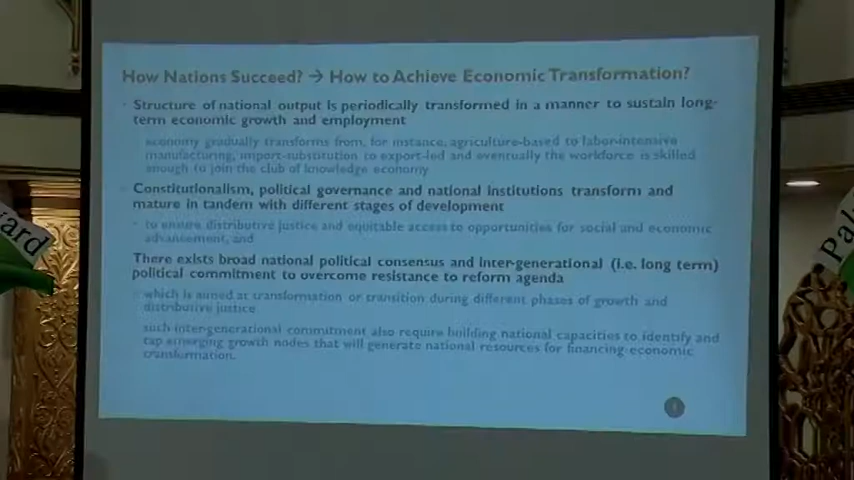 How Nations Succeed? → How to Achieve Economic Transformation?
Structure of national output is periodically transformed in a manner to sustain long-
term economic growth and employment
economy gradually transforms from, for instance, agriculture-based to labor-intensive
manufacturing, import-substitution to export-led and eventually the workforce is skilled
enough to join the club of knowledge economy
Constitutionalism, political governance and national institutions transform and
mature in tandem with different stages of development
to ensure distributive justice and equitable access to opportunities for social and economic
advancement, and
There exists broad national political consensus and inter-generational (i.e. long term)
political commitment to overcome resistance to reform agenda
which is aimed at transformation or transition during different phases of growth and
distributive justice
such inter-generational commitment also require building national capacities to identify and
tap emerging growth nodes that will generate national resources for financing economic
transformation.